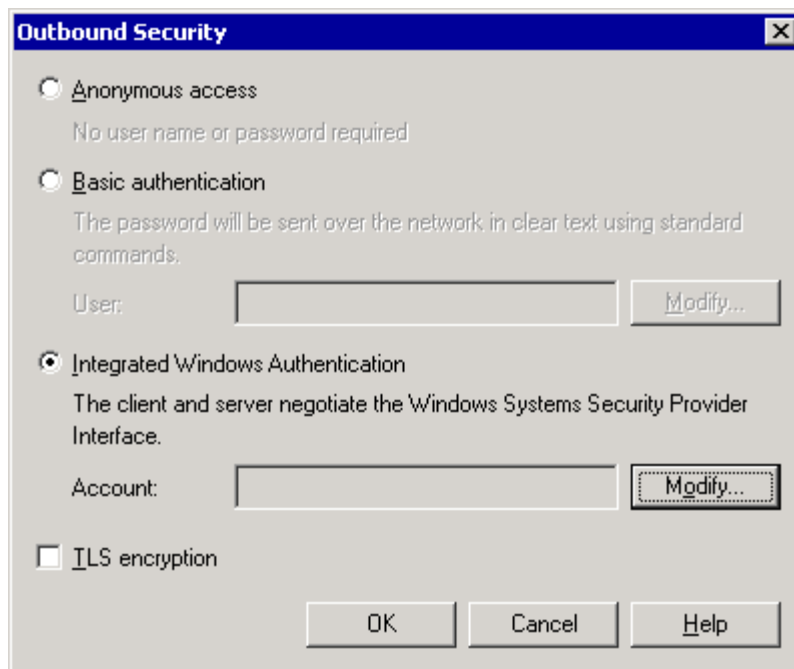 Outbound Security
Anonymous access
No user name or password required
Basic authentication
The password will be sent over the network in clear text using standard
commands.
User:
Modify...
Integrated Windows Authentication
The client and server negotiate the Windows Systems Security Provider
Interface.
Account:
Modify...
TLS encryption
OK Cancel Help